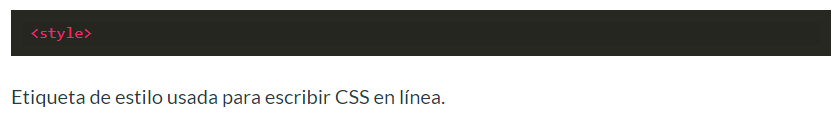 <style>
Etiqueta de estilo usada para escribir CSS en línea.